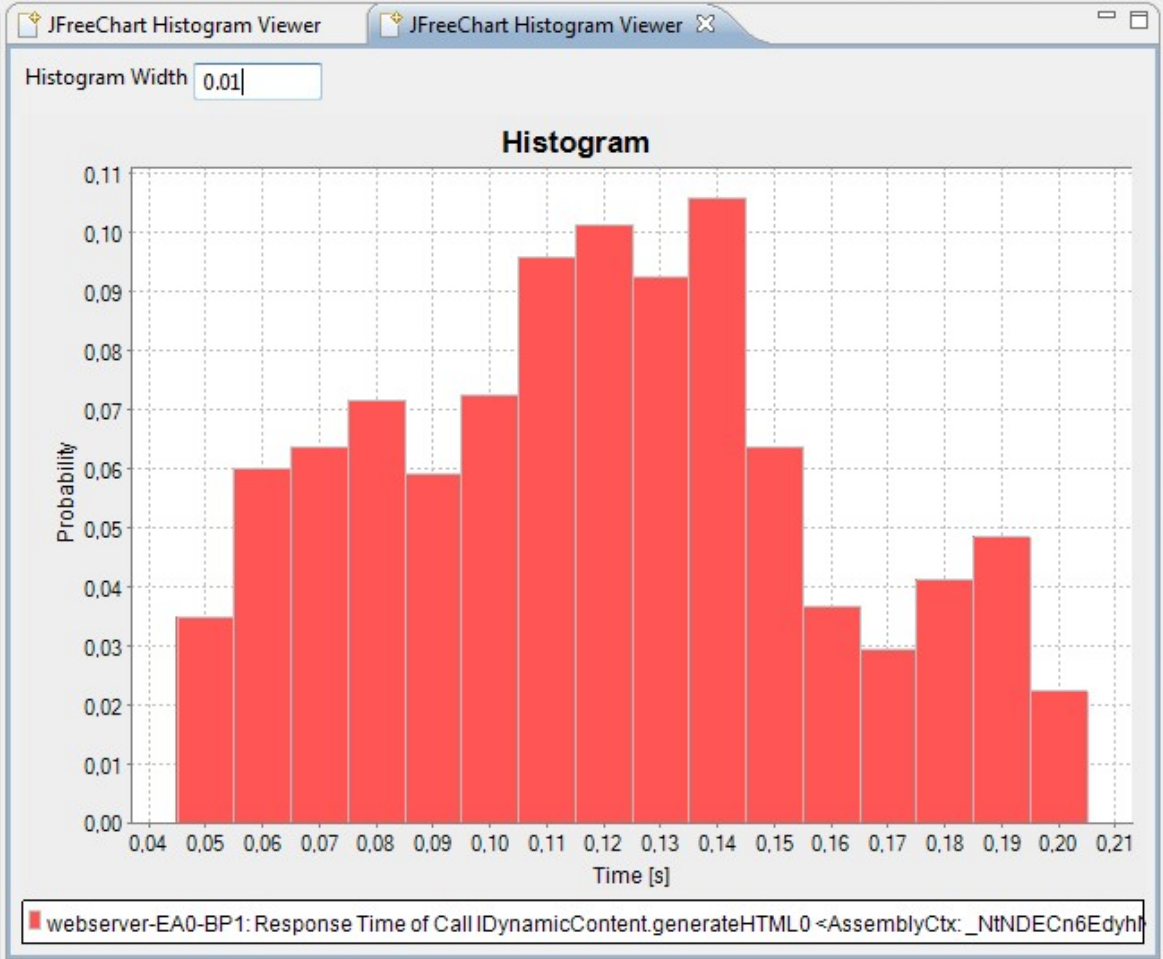 JFreeChart Histogram Viewer JFreeChart Histogram Viewer
Histogram Width 0.01
Histogram
0,11
0,10
0,09
0,08
0,07
0,06
0,05
0,04
0,03
0,02
0,01
0,00
Probability
0,04 0,05 0,06 0,07 0,08 0,09 0,10 0,11 0,12 0,13 0,14 0,15 0,16 0,17 0,18 0,19 0,20 0,21
Time [s]
webserver-EA0-BP1: Response Time of Call IDynamicContent.generateHTML0 <AssemblyCtx: